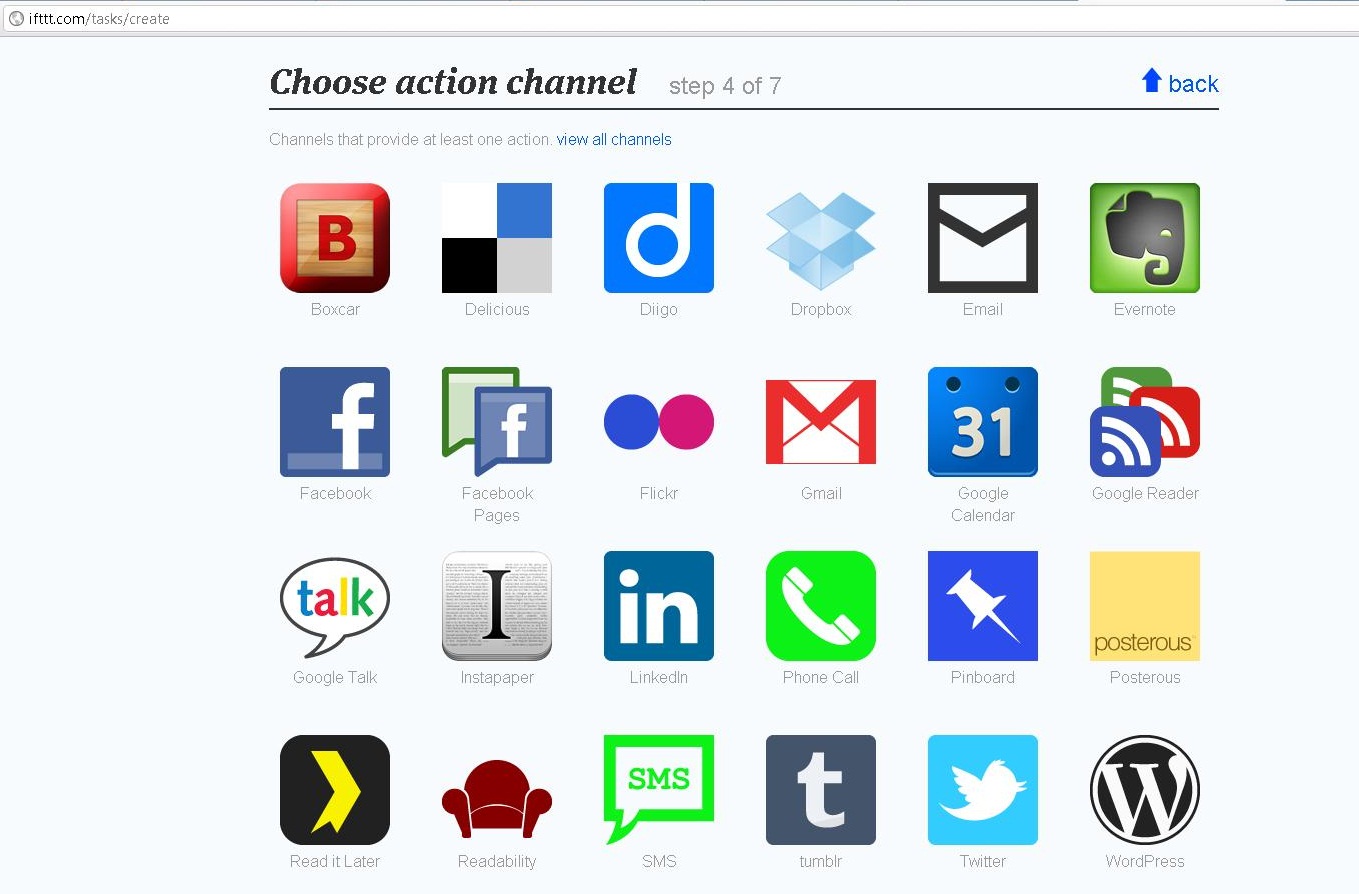 ifttt.com/tasks/create
Choose action channel step 4 of 7 back
Channels that provide at least one action. view all channels
B
Boxcar Delicious Diigo Dropbox Email Evernote
31
Facebook Facebook Pages Flickr Gmail Google Calendar Google Reader
talk I in posterous
Google Talk Instapaper LinkedIn Phone Call Pinboard Posterous
SMS t W
Read it Later Readability SMS tumblr Twitter WordPress